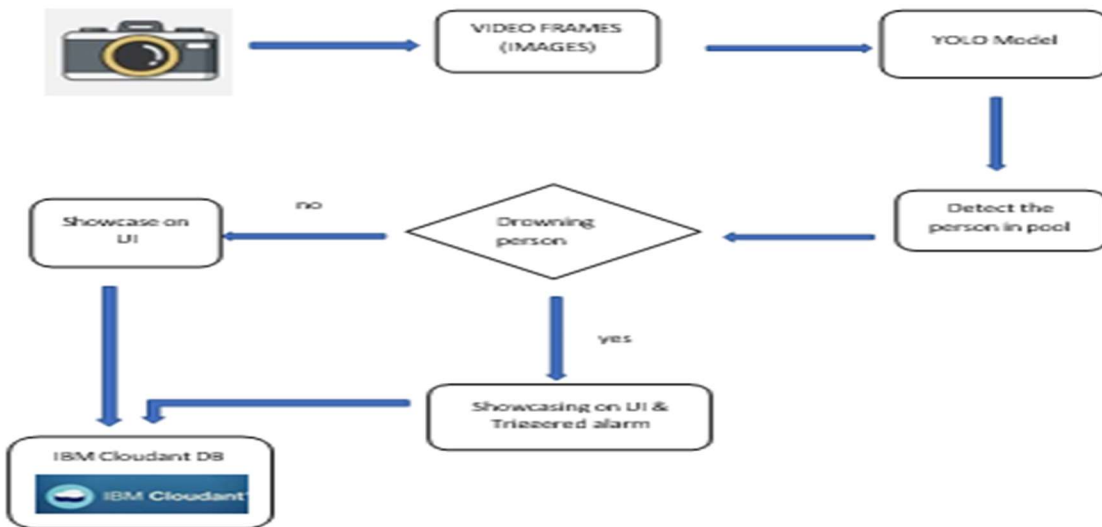 VIDEO FRAMES
(IMAGES)
YOLO Model
Detect the
person in pool
Drowning
person
no
Showcase on
UI
yes
Showcasing on UI &
Triggered alarm
IBM Cloudant DB
IBM Cloudant